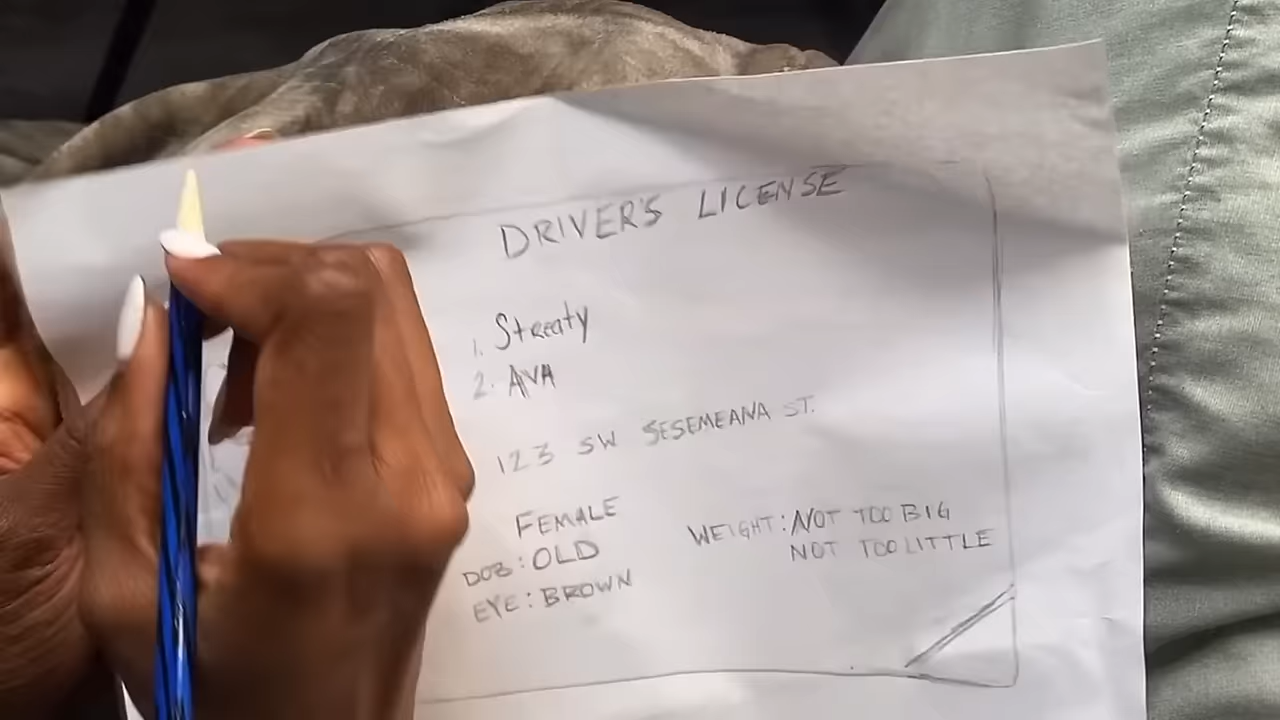 DRIVER'S LICENSE
1. Streaty
2. AVA
123 SW SESEMEANA ST.
FEMALE
DOB: OLD
EYE: BROWN
WEIGHT: NOT TOO BIG
NOT TOO LITTLE